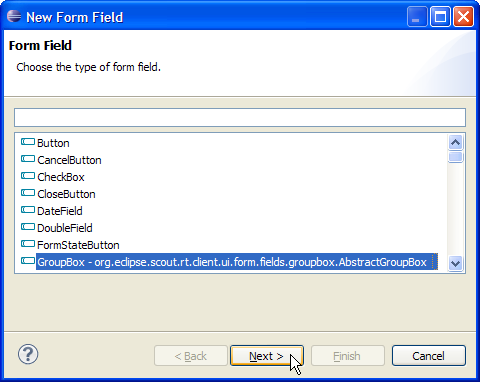 New Form Field
Form Field
Choose the type of form field.
Button
CancelButton
CheckBox
CloseButton
DateField
DoubleField
FormStateButton
GroupBox - org.eclipse.scout.rt.client.ui.form.fields.groupbox.AbstractGroupBox
? < Back Next > Finish Cancel